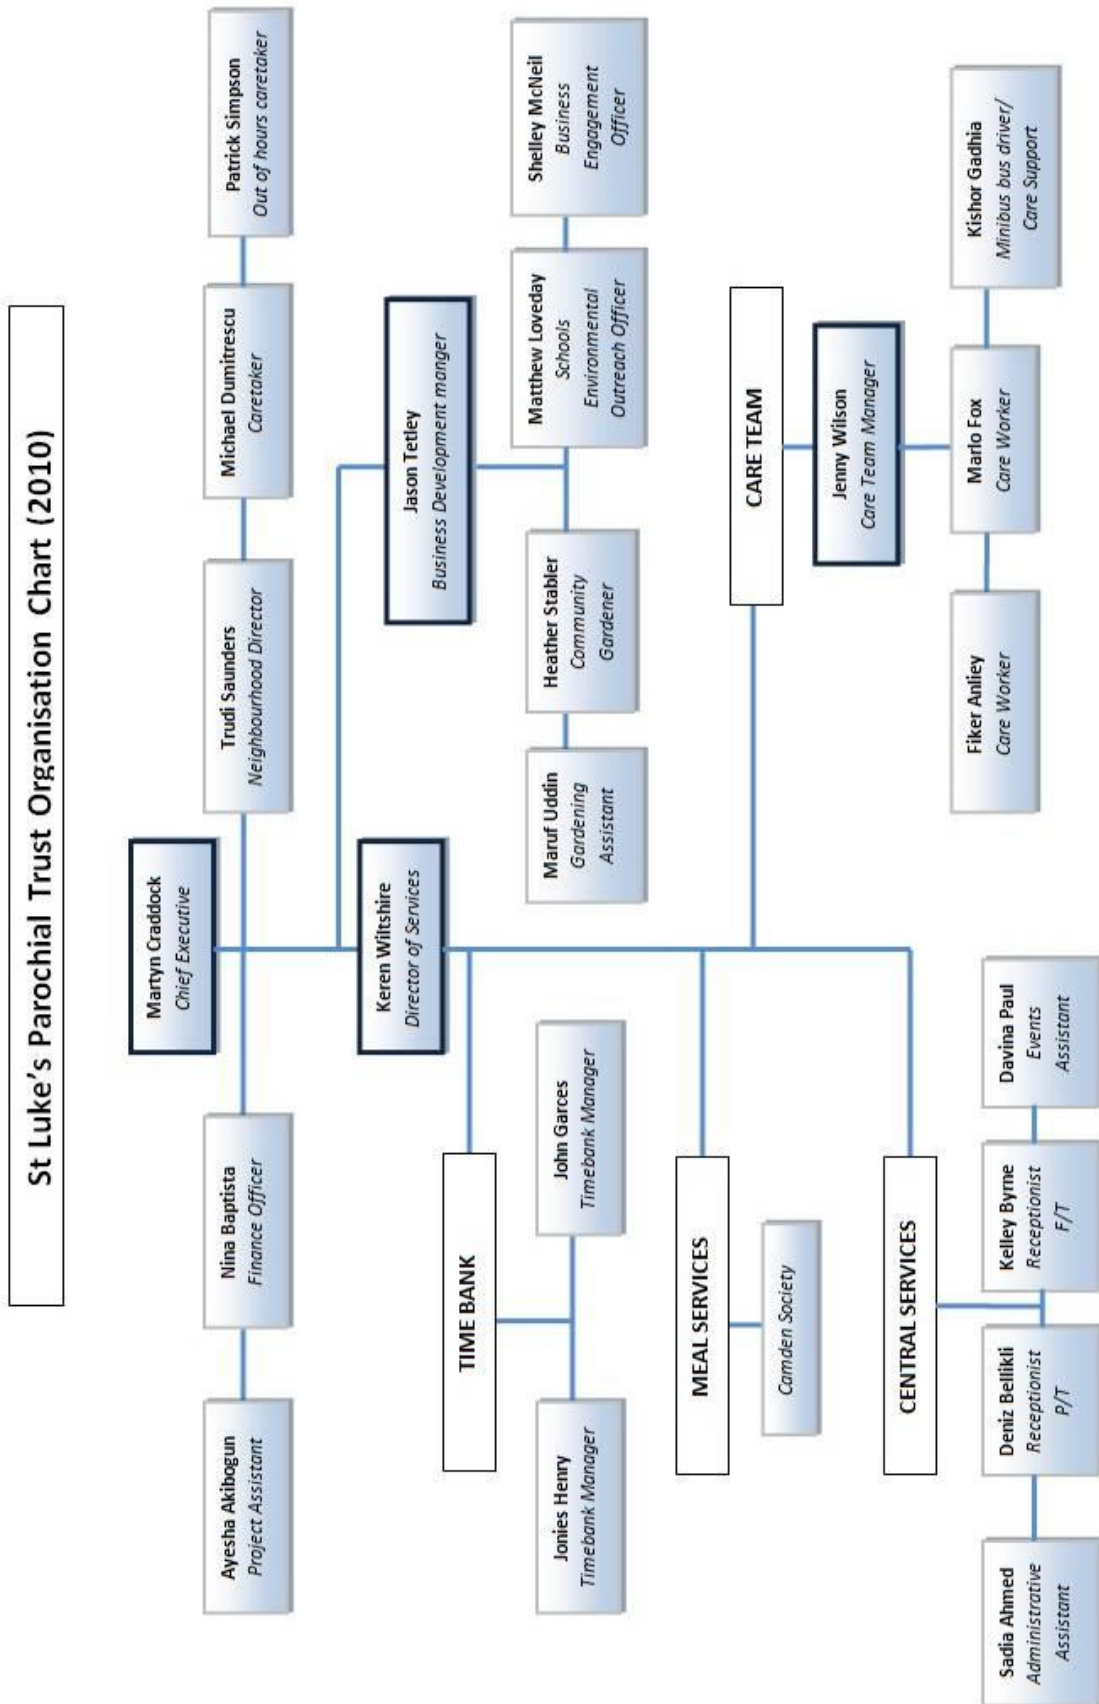 St Luke's Parochial Trust Organisation Chart (2010)
Martyn Craddock
Chief Executive
Ayesha Akibogun
Project Assistant
Nina Baptista
Finance Officer
Trudi Saunders
Neighbourhood Director
Michael Dumitrescu
Caretaker
Patrick Simpson
Out of hours caretaker
Keren Wiltshire
Director of Services
Jason Tetley
Business Development manger
TIME BANK
Jonies Henry
Timebank Manager
John Garces
Timebank Manager
Maruf Uddin
Gardening
Assistant
Heather Stabler
Community
Gardener
Matthew Loveday
Schools
Environmental
Outreach Officer
Shelley McNeil
Business
Engagement
Officer
MEAL SERVICES
Camden Society
CARE TEAM
Jenny Wilson
Care Team Manager
Fiker Anliey
Care Worker
Marlo Fox
Care Worker
Kishor Gadhia
Minibus bus driver/
Care Support
CENTRAL SERVICES
Sadia Ahmed
Administrative
Assistant
Deniz Bellikli
Receptionist
P/T
Kelley Byrne
Receptionist
F/T
Davina Paul
Events
Assistant